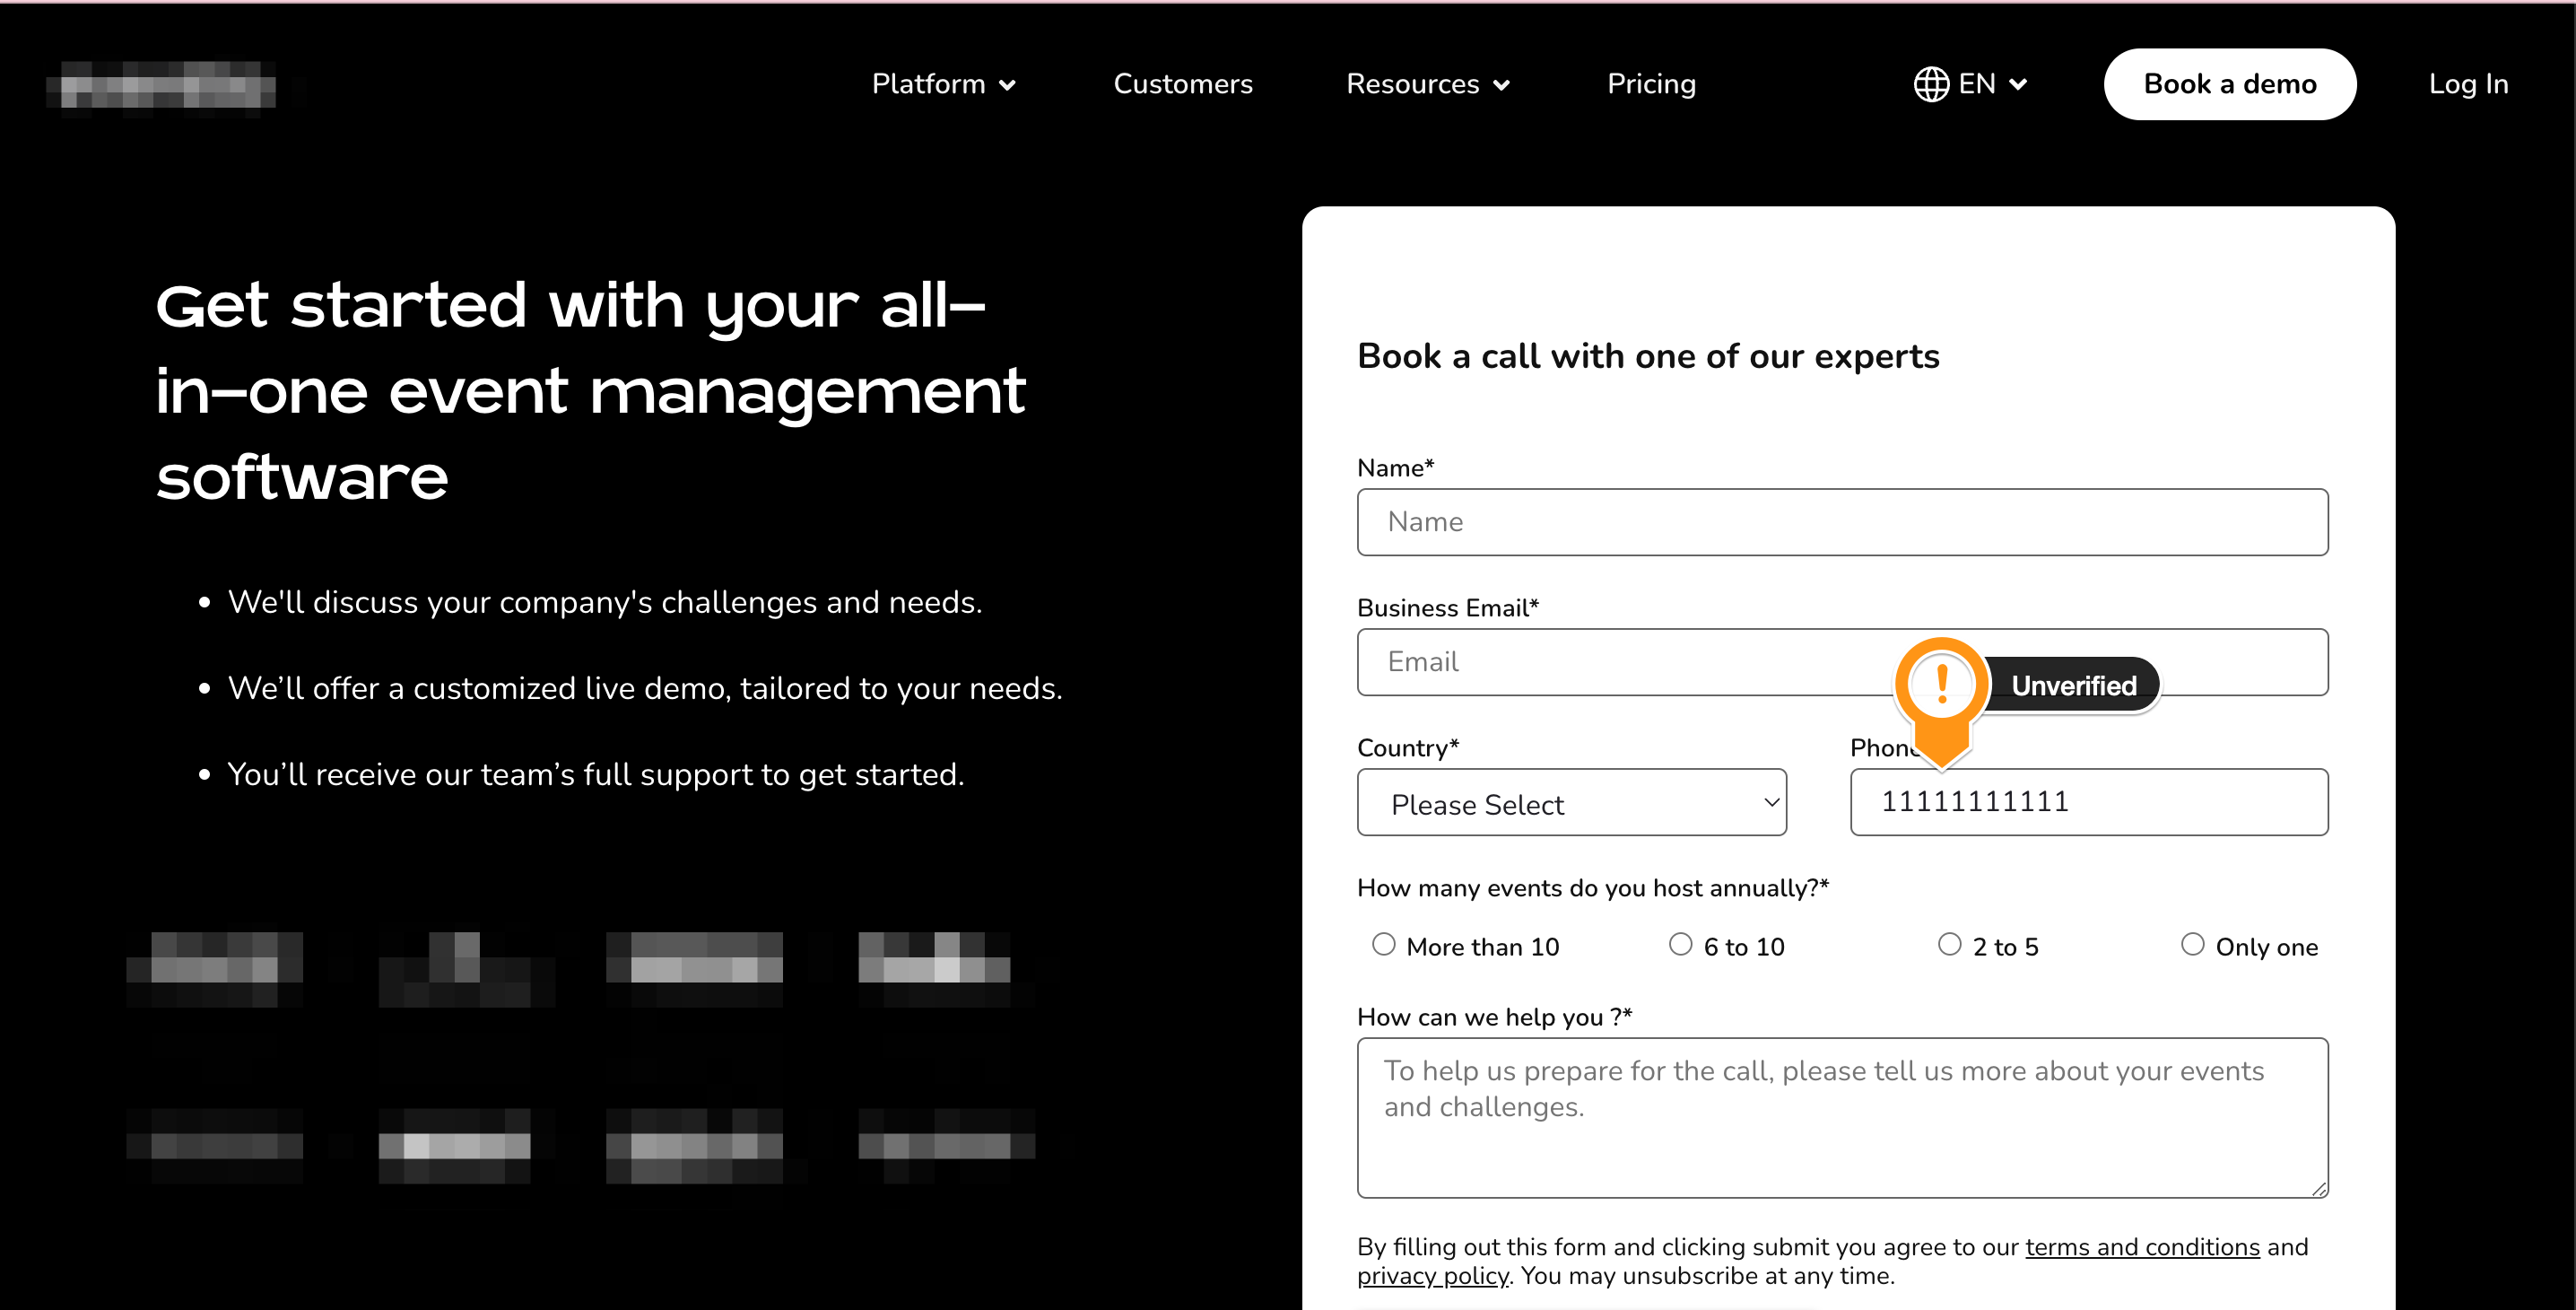 Platform
Customers
Resources
Pricing
EN
Book a demo
Log In
Get started with your all-
in-one event management
software
• We'll discuss your company's challenges and needs.
• We’ll offer a customized live demo, tailored to your needs.
• You’ll receive our team’s full support to get started.
Book a call with one of our experts
Name*
Name
Business Email*
Email
Unverified
Country*
Please Select
Phone
11111111111
How many events do you host annually?*
More than 10
6 to 10
2 to 5
Only one
How can we help you ?*
To help us prepare for the call, please tell us more about your events
and challenges.
By filling out this form and clicking submit you agree to our terms and conditions and
privacy policy. You may unsubscribe at any time.